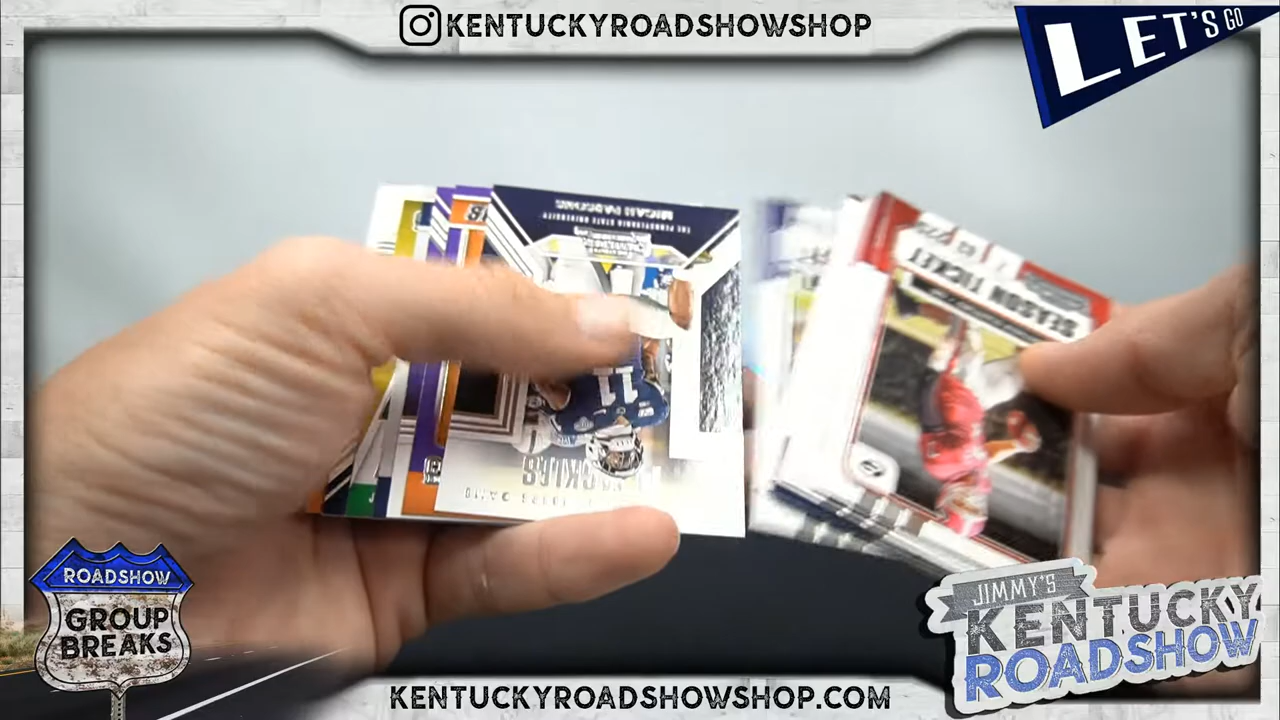 KENTUCKYROADSHOWSHOP
LET'S GO
MICAH PARSONS
THE PENNSYLVANIA STATE UNIVERSITY
11
SEASON TICKET
ROADSHOW
GROUP
BREAKS
JIMMY'S
KENTUCKY
ROADSHOW
KENTUCKYROADSHOWSHOP.COM